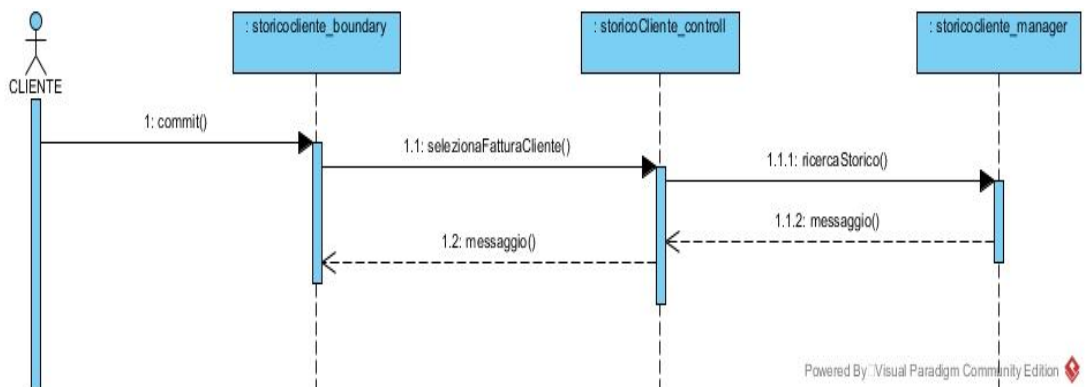 : storicocliente_boundary
: storicoCliente_controll
: storicocliente_manager
CLIENTE
1: commit()
1.1: selezionaFatturaCliente()
1.1.1: ricercaStorico()
1.1.2: messaggio()
1.2: messaggio()
Powered By Visual Paradigm Community Edition